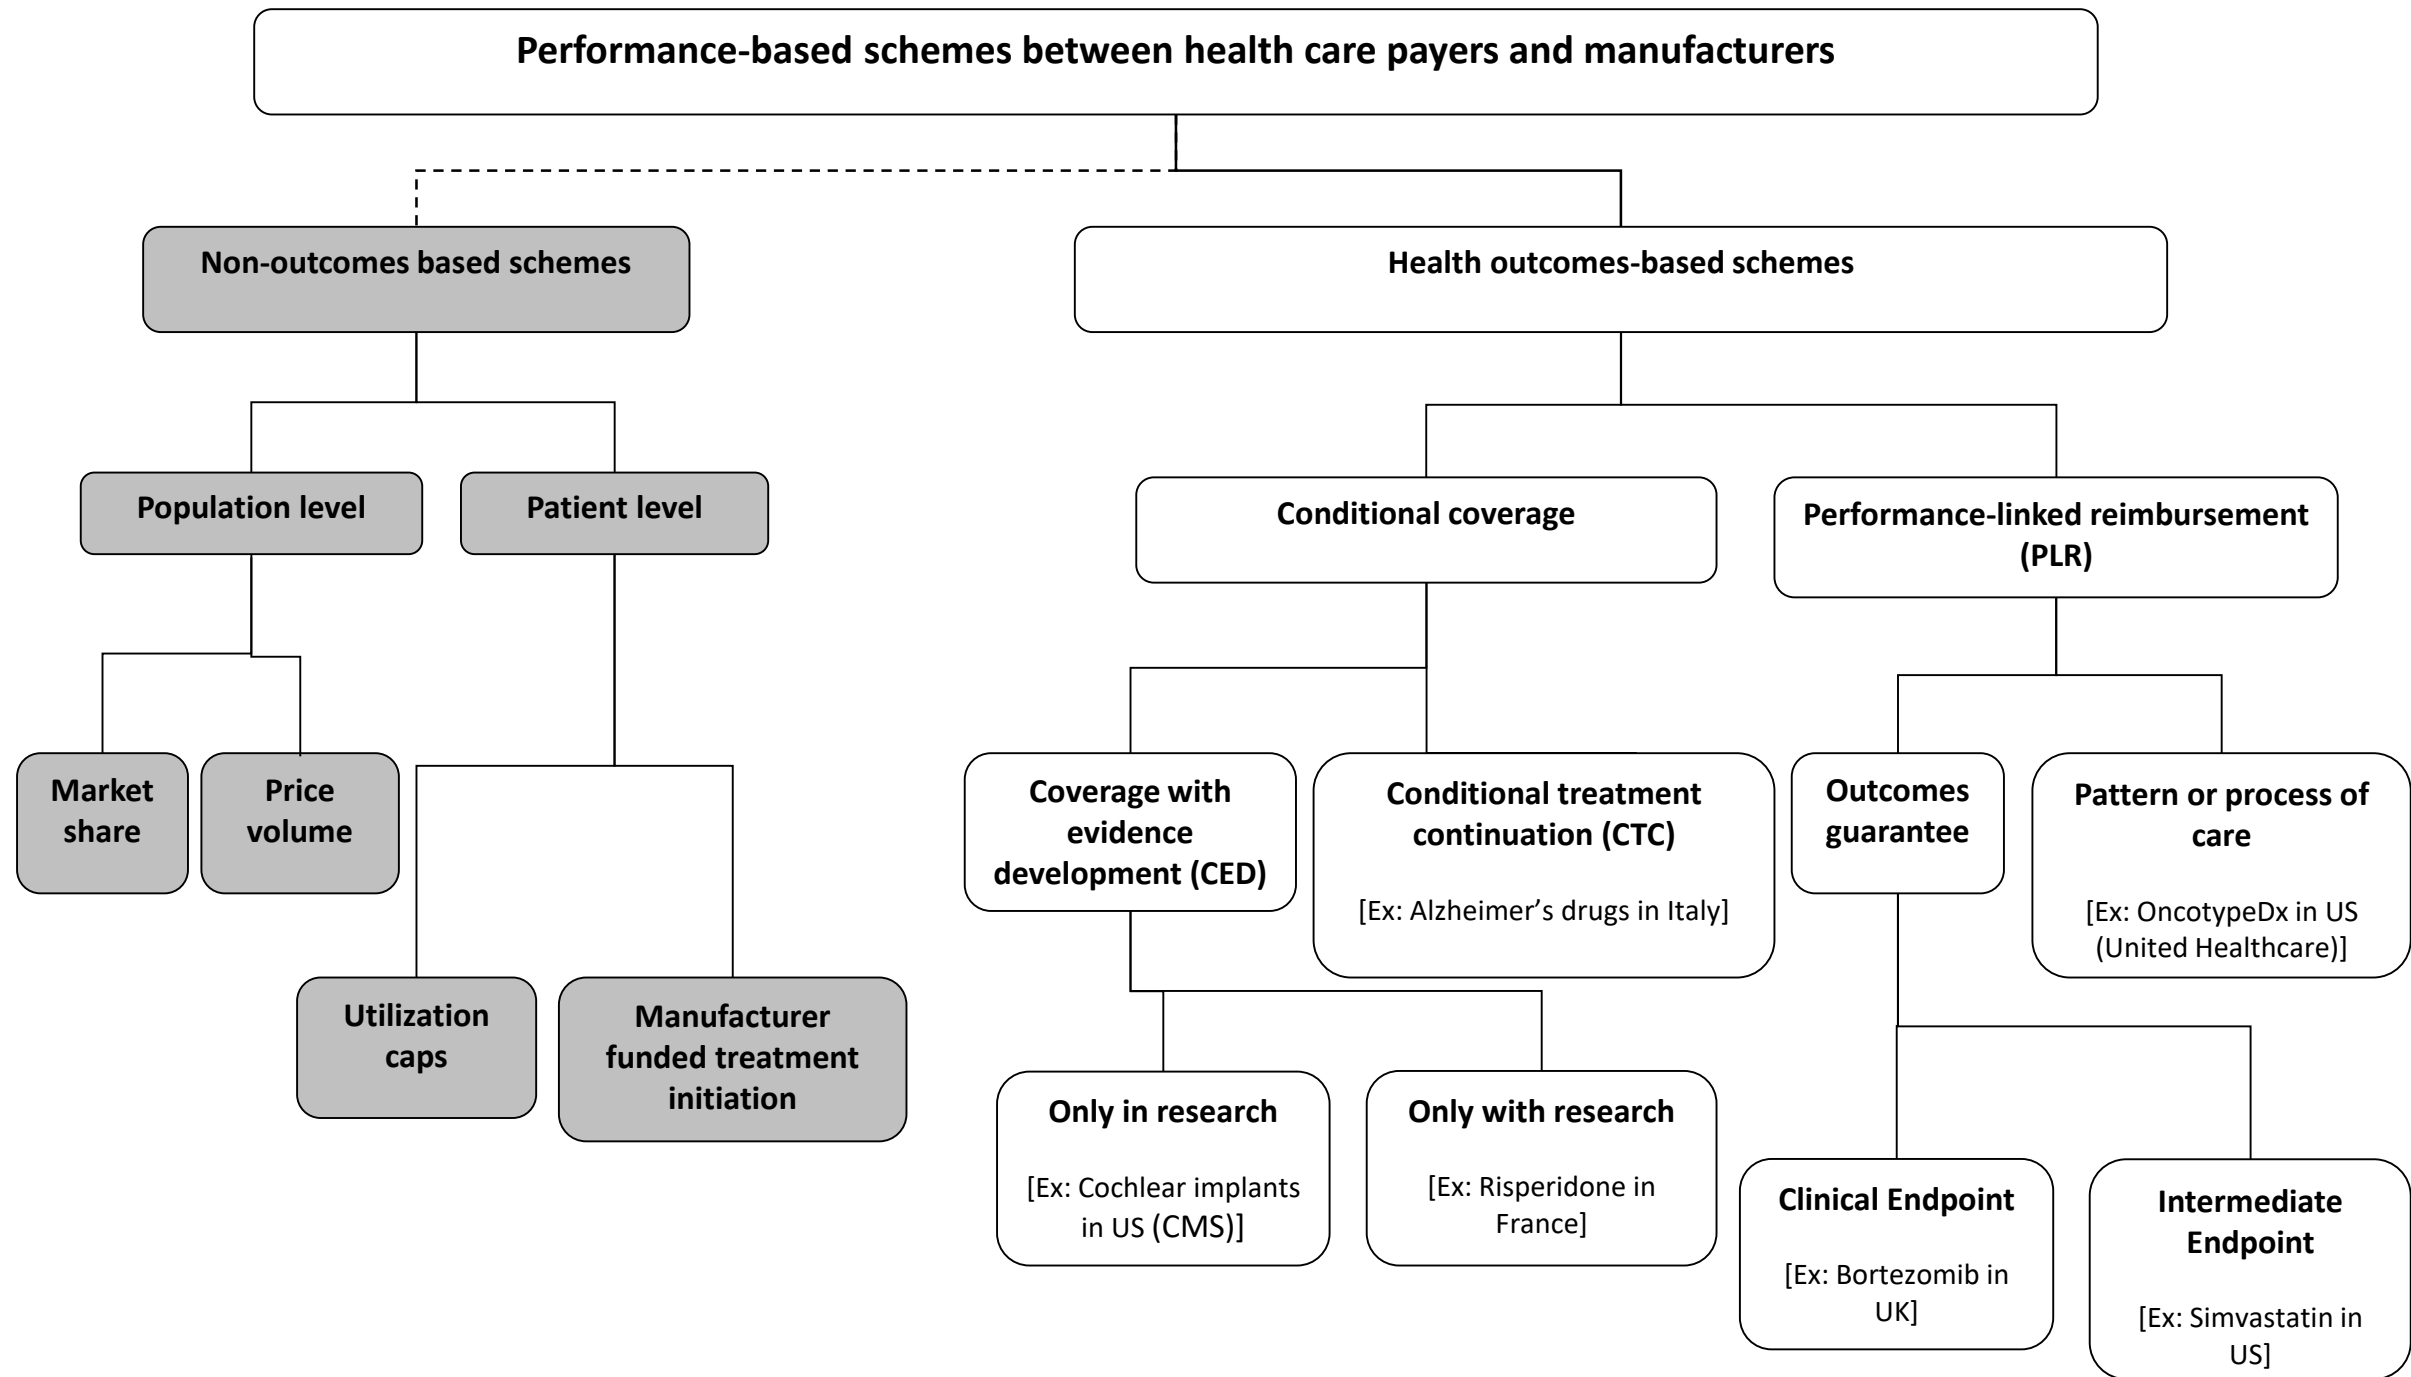 Performance-based schemes between health care payers and manufacturers
Non-outcomes based schemes
Health outcomes-based schemes
Population level
Patient level
Conditional coverage
Performance-linked reimbursement
(PLR)
Market
share
Price
volume
Coverage with
evidence
development (CED)
Conditional treatment
continuation (CTC)
[Ex: Alzheimer’s drugs in Italy]
Outcomes
guarantee
Pattern or process of
care
[Ex: OncotypeDx in US
(United Healthcare)]
Utilization
caps
Manufacturer
funded treatment
initiation
Only in research
[Ex: Cochlear implants
in US (CMS)]
Only with research
[Ex: Risperidone in
France]
Clinical Endpoint
[Ex: Bortezomib in
UK]
Intermediate
Endpoint
[Ex: Simvastatin in
US]